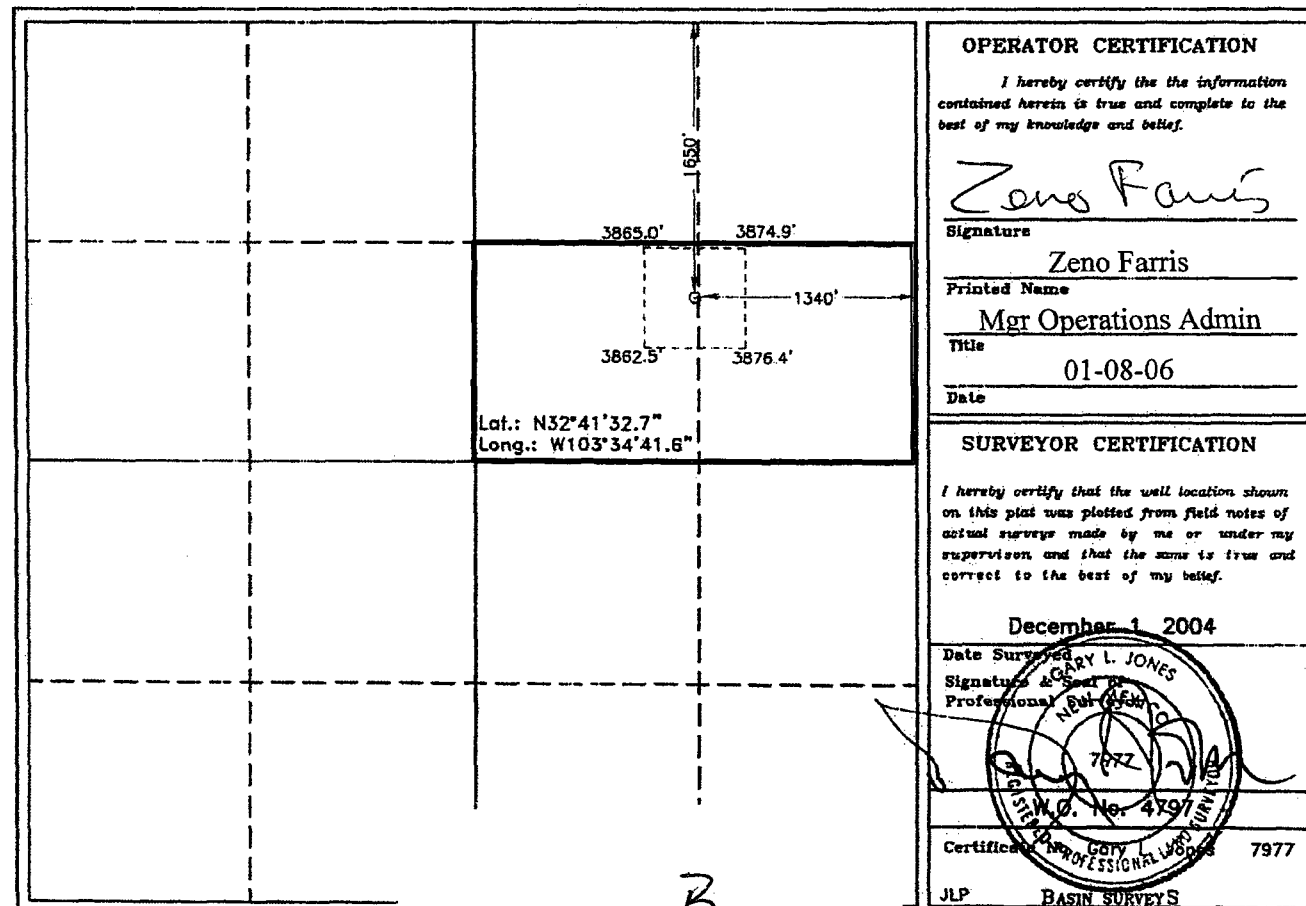 1650'
3865.0' 3874.9'
1340'
3862.5' 3876.4'
Lat.: N32°41'32.7"
Long.: W103°34'41.6"
OPERATOR CERTIFICATION
I hereby certify the the information
contained herein is true and complete to the
best of my knowledge and belief.
Zeno Farris
Signature
Zeno Farris
Printed Name
Mgr Operations Admin
Title
01-08-06
Date
SURVEYOR CERTIFICATION
I hereby certify that the well location shown
on this plat was plotted from field notes of
actual surveys made by me or under my
supervison and that the same is true and
correct to the best of my belief.
December 1, 2004
Date Surveyed
Signature & Seal of
Professional Surveyor
GARY L. JONES
NEW MEXICO
7977
REGISTERED PROFESSIONAL LAND SURVEYOR
W.O. No. 4797
Certificate No. Gary L. Jones 7977
JLP BASIN SURVEYS